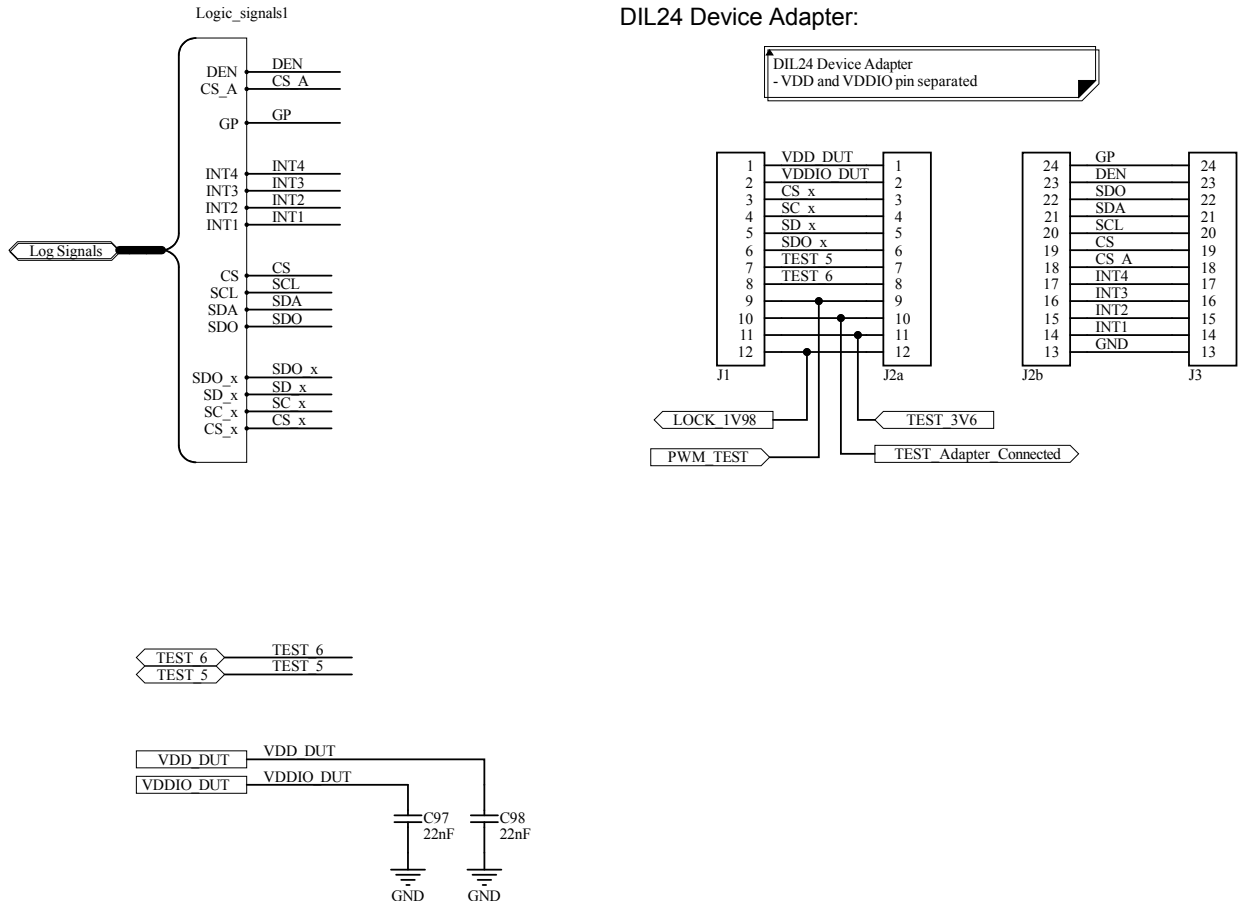 Logic_signals1
DEN DEN
CS_A CS_A
GP GP
INT4 INT4
INT3 INT3
INT2 INT2
INT1 INT1
Log Signals
CS CS
SCL SCL
SDA SDA
SDO SDO
SDO_x SDO_x
SD_x SD_x
SC_x SC_x
CS_x CS_x
DIL24 Device Adapter:
DIL24 Device Adapter
- VDD and VDDIO pin separated
1 VDD_DUT 1
2 VDDIO_DUT 2
3 CS_x 3
4 SC_x 4
5 SD_x 5
6 SDO_x 6
7 TEST_5 7
8 TEST_6 8
9 9
10 10
11 11
12 12
J1 J2a
24 GP 24
23 DEN 23
22 SDO 22
21 SDA 21
20 SCL 20
19 CS 19
18 CS_A 18
17 INT4 17
16 INT3 16
15 INT2 15
14 INT1 14
13 GND 13
J2b J3
LOCK_1V98 TEST_3V6
PWM_TEST TEST_Adapter_Connected
TEST_6 TEST_6
TEST_5 TEST_5
VDD_DUT VDD_DUT
VDDIO_DUT VDDIO_DUT
C97 C98
22nF 22nF
GND GND